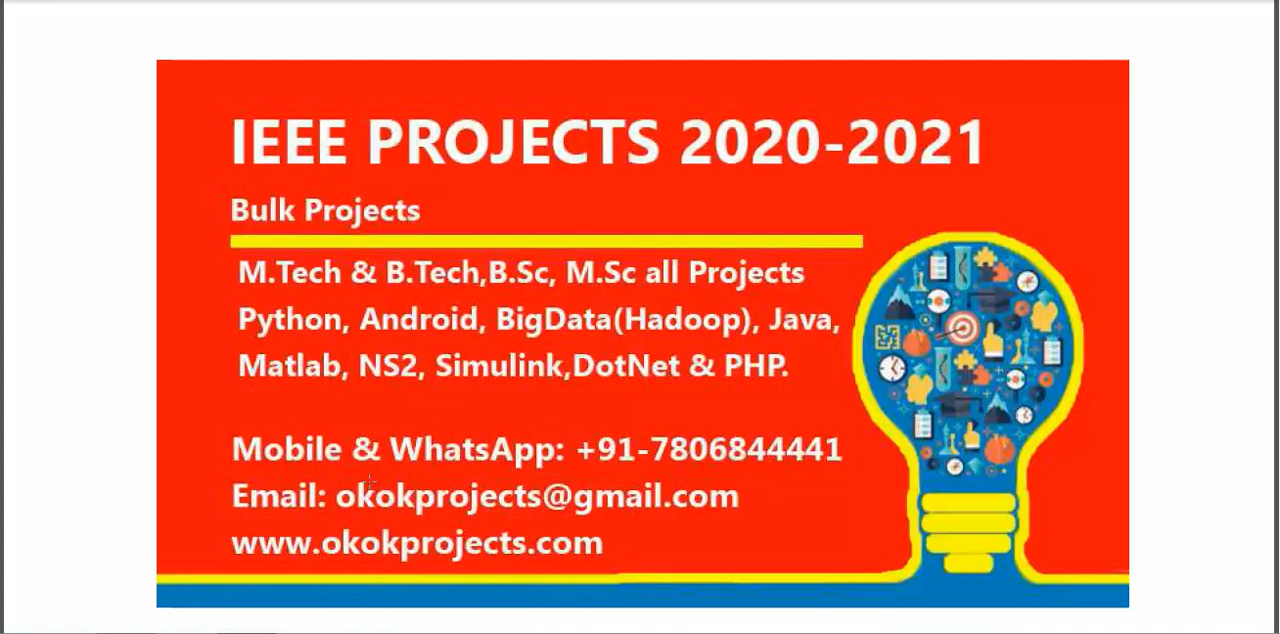 IEEE PROJECTS 2020-2021
Bulk Projects
M.Tech & B.Tech,B.Sc, M.Sc all Projects
Python, Android, BigData(Hadoop), Java,
Matlab, NS2, Simulink,DotNet & PHP.
Mobile & WhatsApp: +91-7806844441
Email: okokprojects@gmail.com
www.okokprojects.com